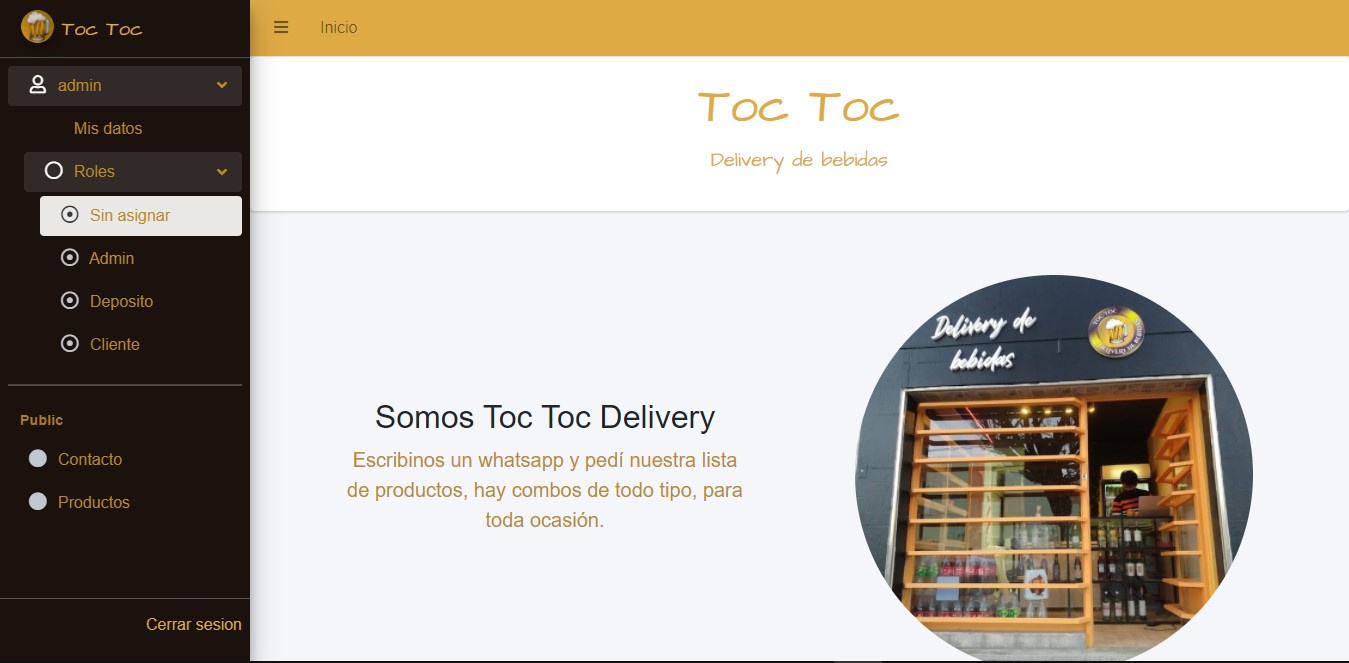 Toc Toc
Inicio
admin
Mis datos
Roles
Sin asignar
Admin
Deposito
Cliente
Public
Contacto
Productos
Cerrar sesion
Toc Toc
Delivery de bebidas
Somos Toc Toc Delivery
Escribinos un whatsapp y pedí nuestra lista
de productos, hay combos de todo tipo, para
toda ocasión.
Delivery de
bebidas
TOC TOC
DELIVERY DE BEBIDAS